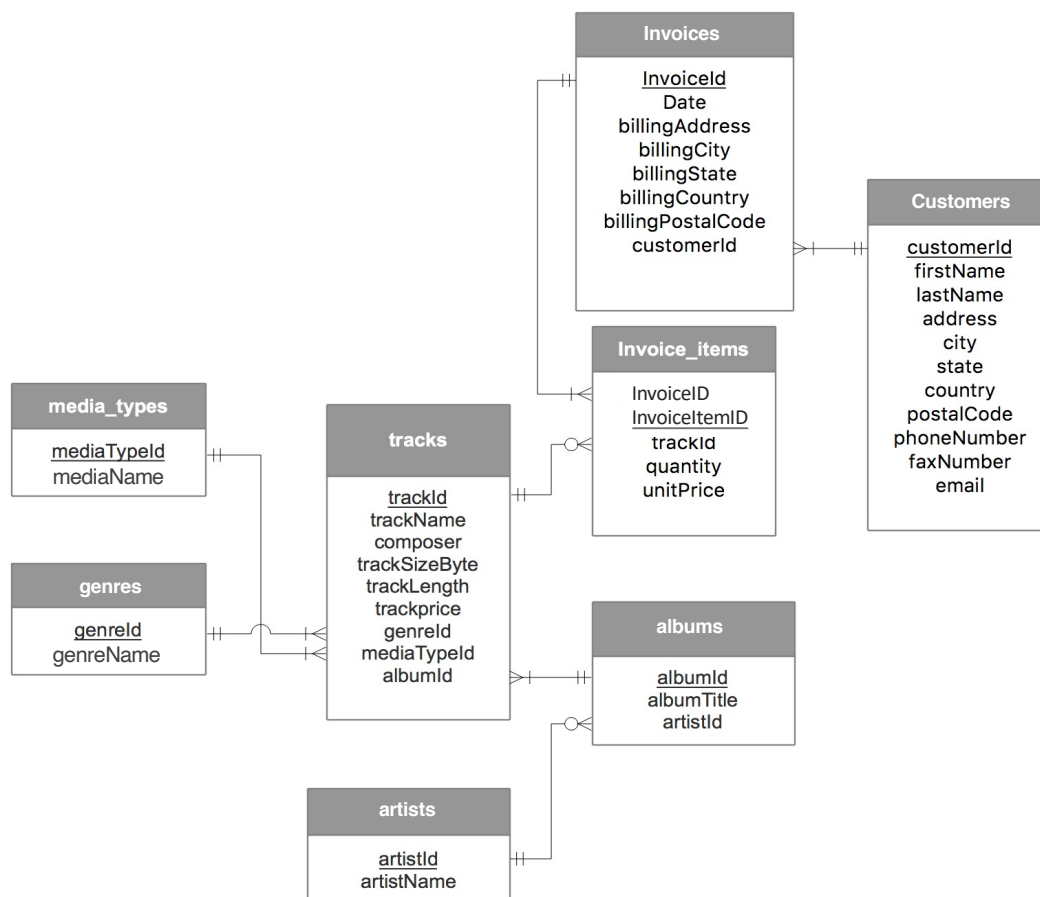 Invoices
InvoiceId
Date
billingAddress
billingCity
billingState
billingCountry
billingPostalCode
customerId
Customers
customerId
firstName
lastName
address
city
state
country
postalCode
phoneNumber
faxNumber
email
Invoice_items
InvoiceID
InvoiceItemID
trackId
quantity
unitPrice
media_types
mediaTypeId
mediaName
tracks
trackId
trackName
composer
trackSizeByte
trackLength
trackprice
genreId
mediaTypeId
albumId
genres
genreId
genreName
albums
albumId
albumTitle
artistId
artists
artistId
artistName